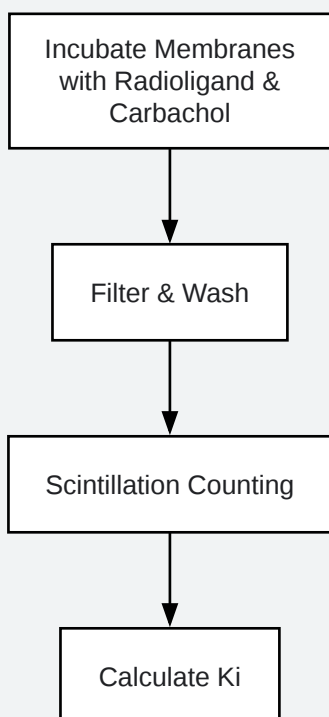 Incubate Membranes
with Radioligand &
Carbachol
Filter & Wash
Scintillation Counting
Calculate Ki